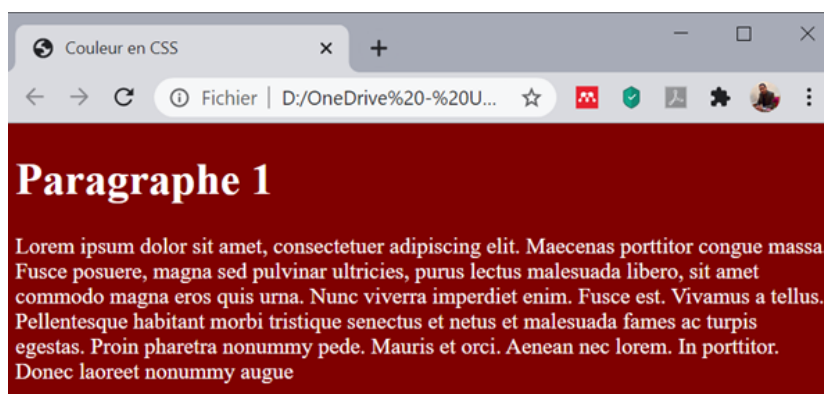 Couleur en CSS
Fichier | D:/OneDrive%20-%20U...
Paragraphe 1
Lorem ipsum dolor sit amet, consectetuer adipiscing elit. Maecenas porttitor congue massa.
Fusce posuere, magna sed pulvinar ultricies, purus lectus malesuada libero, sit amet
commodo magna eros quis urna. Nunc viverra imperdiet enim. Fusce est. Vivamus a tellus.
Pellentesque habitant morbi tristique senectus et netus et malesuada fames ac turpis
egestas. Proin pharetra nonummy pede. Mauris et orci. Aenean nec lorem. In porttitor.
Donec laoreet nonummy augue